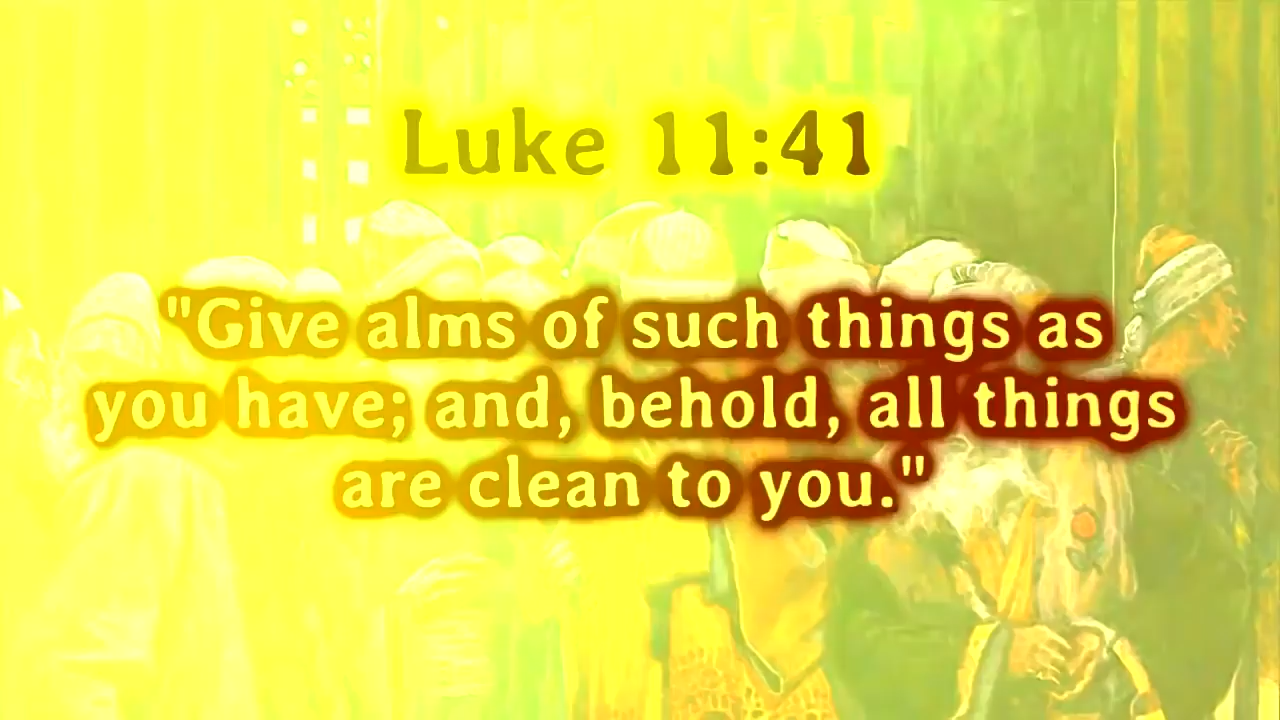 Luke 11:41
"Give alms of such things as
you have; and, behold, all things
are clean to you."